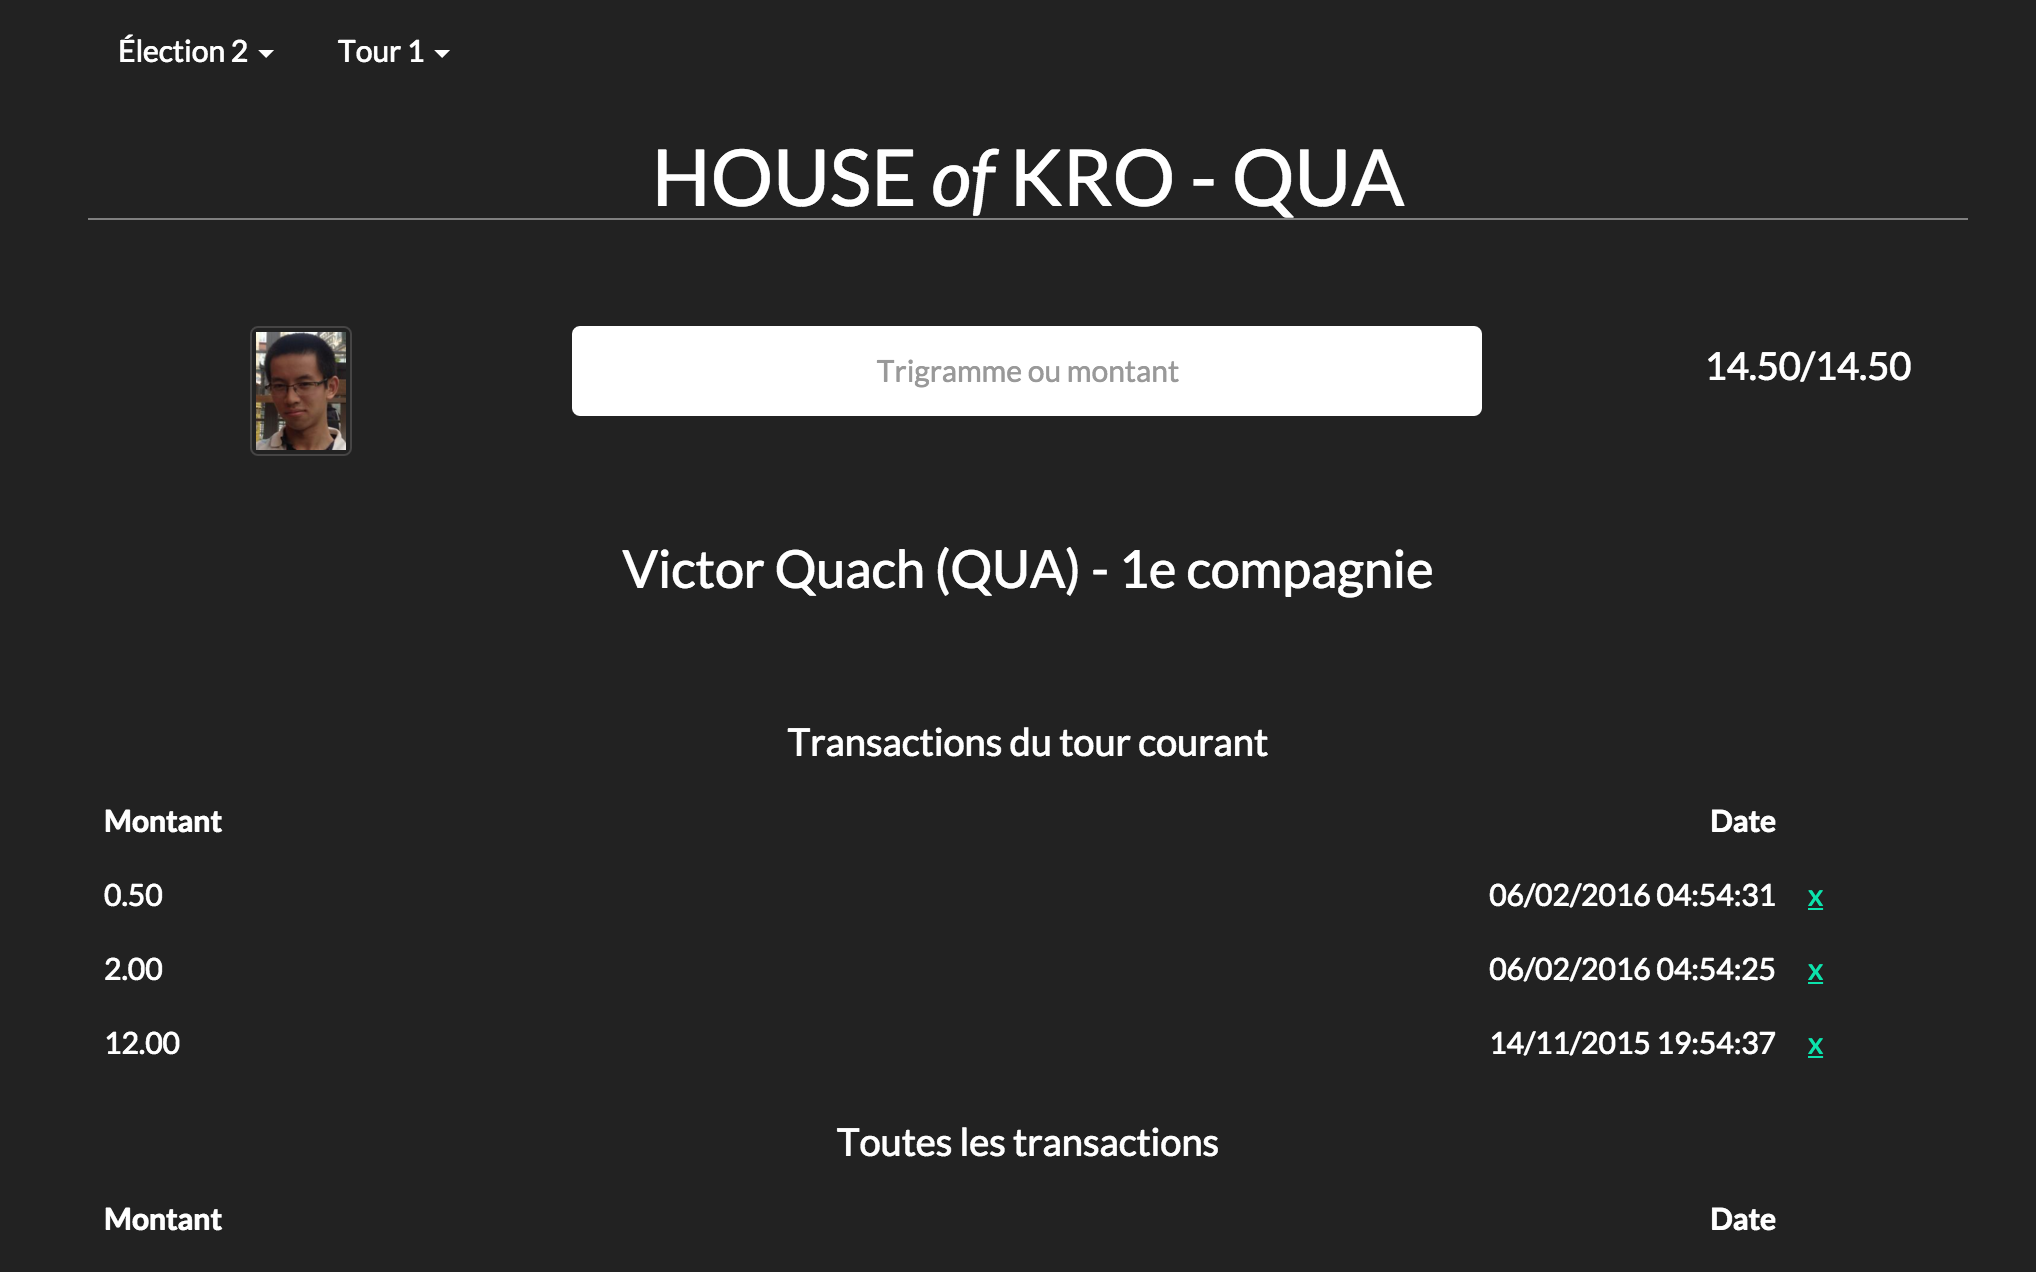 Élection 2 Tour 1
HOUSE of KRO - QUA
Trigramme ou montant
14.50/14.50
Victor Quach (QUA) - 1e compagnie
Transactions du tour courant
Montant Date
0.50 06/02/2016 04:54:31 x
2.00 06/02/2016 04:54:25 x
12.00 14/11/2015 19:54:37 x
Toutes les transactions
Montant Date